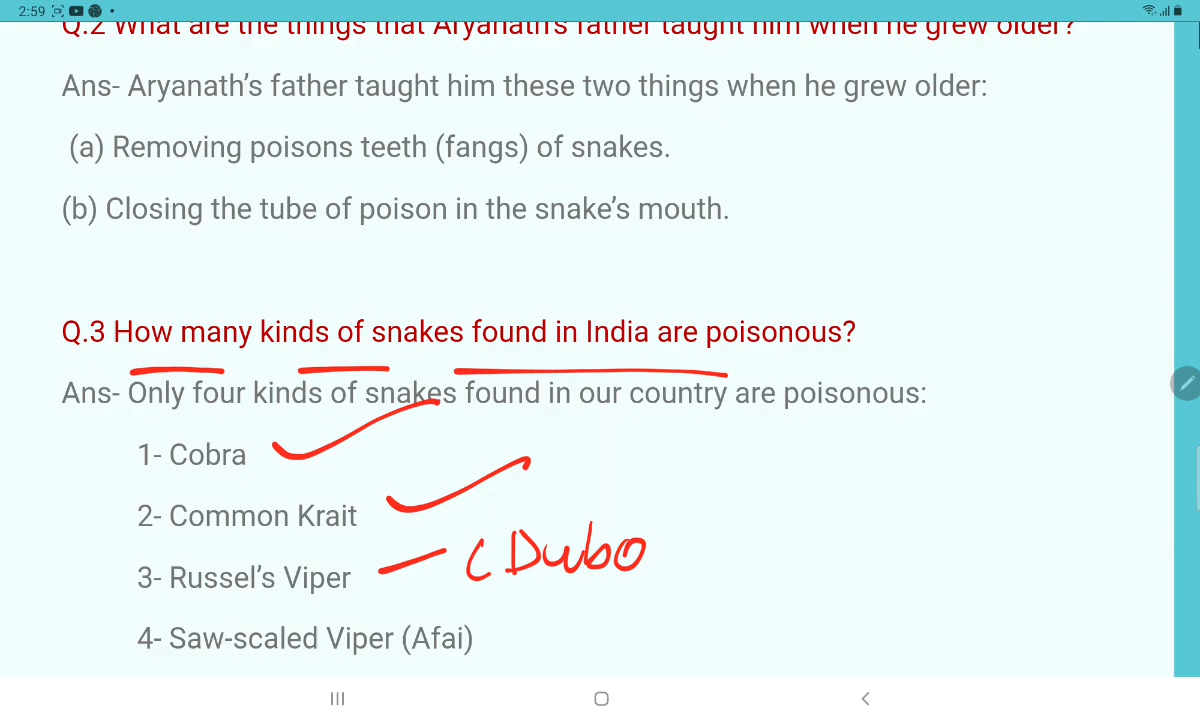 2:59
Q.2 What are the things that Aryanath's father taught him when he grew older?
Ans- Aryanath’s father taught him these two things when he grew older:
(a) Removing poisons teeth (fangs) of snakes.
(b) Closing the tube of poison in the snake’s mouth.
Q.3 How many kinds of snakes found in India are poisonous?
Ans- Only four kinds of snakes found in our country are poisonous:
1- Cobra
2- Common Krait
3- Russel’s Viper – ( Dubo
4- Saw-scaled Viper (Afai)